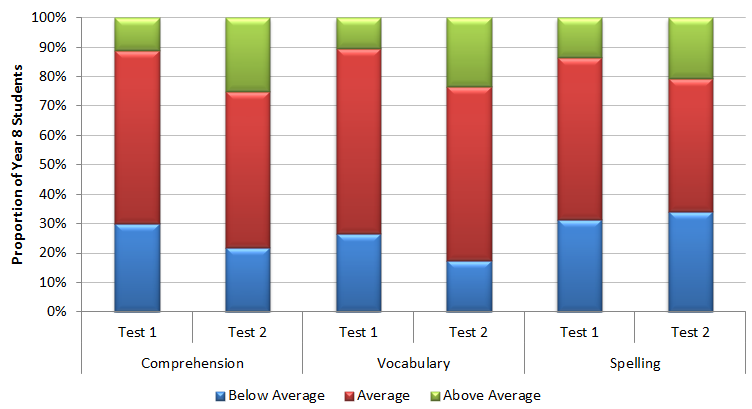 100%
90%
80%
70%
60%
50%
40%
30%
20%
10%
0%
Proportion of Year 8 Students
Test 1 Test 2 Test 1 Test 2 Test 1 Test 2
Comprehension Vocabulary Spelling
Below Average Average Above Average